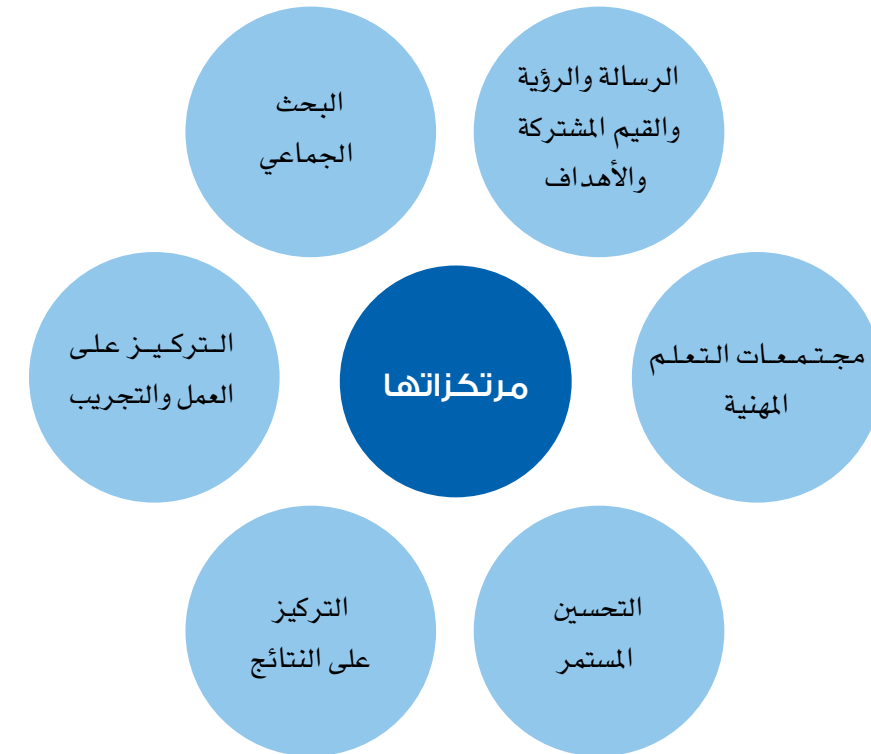 الرسالة والرؤية
والقيم المشتركة
والأهداف
البحث
الجماعي
مجتمعات التعلم
المهنية
مرتكزاتها
التركيز على
العمل والتجريب
التحسين
المستمر
التركيز
على النتائج